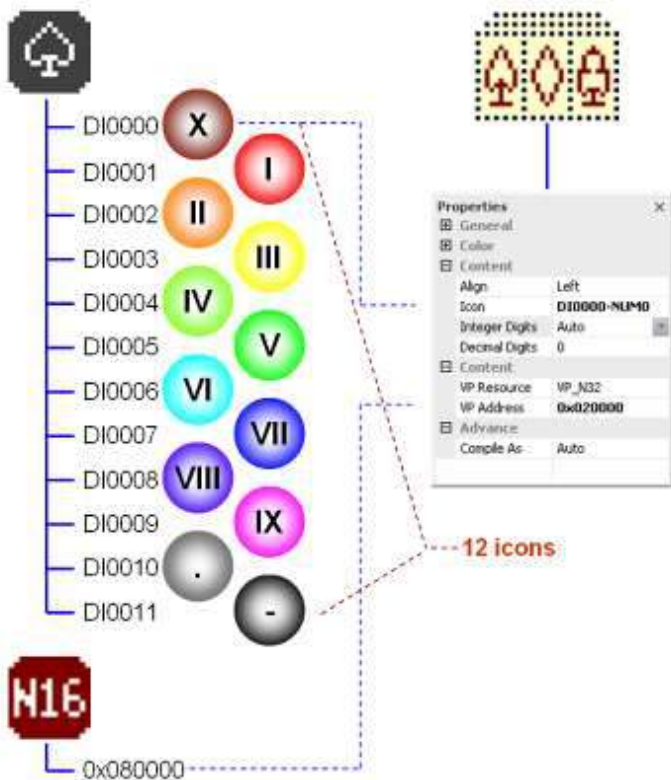 DI0000 X
DI0001 I
DI0002 II
DI0003 III
DI0004 IV
DI0005 V
DI0006 VI
DI0007 VII
DI0008 VIII
DI0009 IX
DI0010 .
DI0011 -
N16
0x080000
Properties
General
Color
Content
Align Left
Icon DI0000-NUM0
Integer Digits Auto
Decimal Digits 0
Content
VP Resource VP_N32
VP Address 0x020000
Advance
Compile As Auto
12 icons